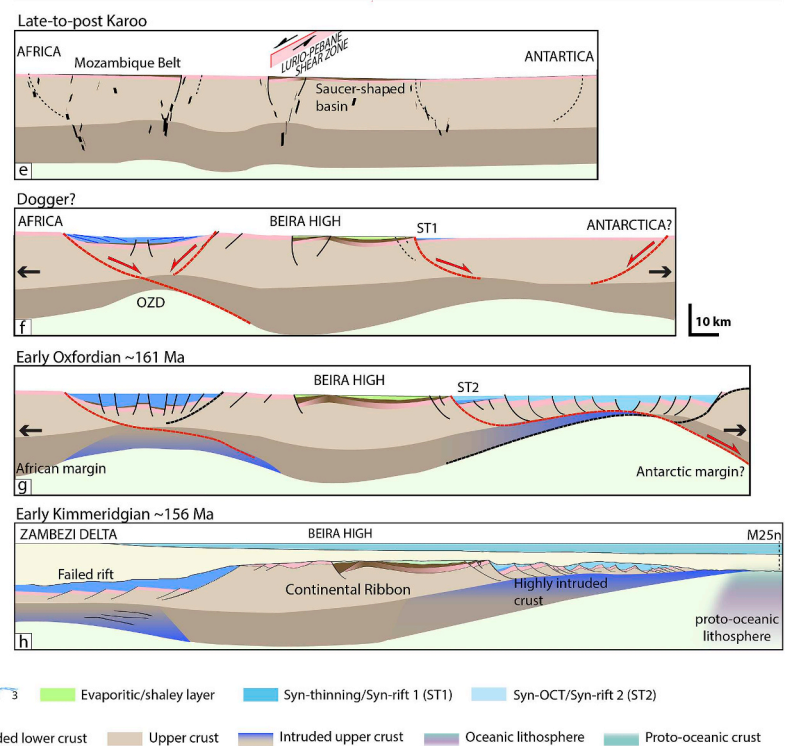 Late-to-post Karoo
AFRICA
Mozambique Belt
LURIO-PEBANE
SHEAR ZONE
ANTARTICA
Saucer-shaped
basin
e
Dogger?
AFRICA
BEIRA HIGH
ST1
ANTARCTICA?
OZD
f
10 km
Early Oxfordian ~161 Ma
BEIRA HIGH
ST2
African margin
Antarctic margin?
g
Early Kimmeridgian ~156 Ma
ZAMBEZI DELTA
BEIRA HIGH
M25n
Failed rift
Continental Ribbon
Highly intruded
crust
proto-oceanic
lithosphere
h
3
Evaporitic/shaley layer
Syn-thinning/Syn-rift 1 (ST1)
Syn-OCT/Syn-rift 2 (ST2)
lower crust
Upper crust
Intruded upper crust
Oceanic lithosphere
Proto-oceanic crust